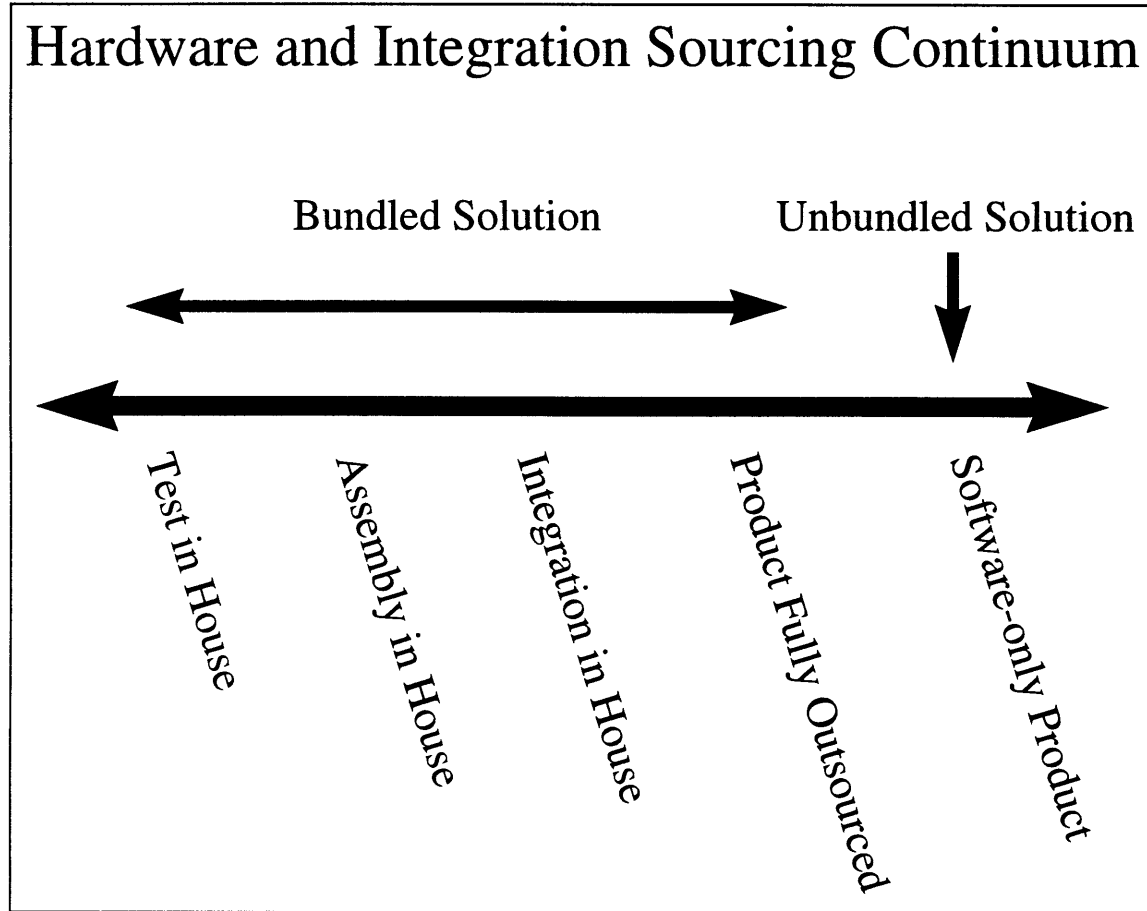 Hardware and Integration Sourcing Continuum
Bundled Solution
Unbundled Solution
Test in House
Assembly in House
Integration in House
Product Fully Outsourced
Software-only Product